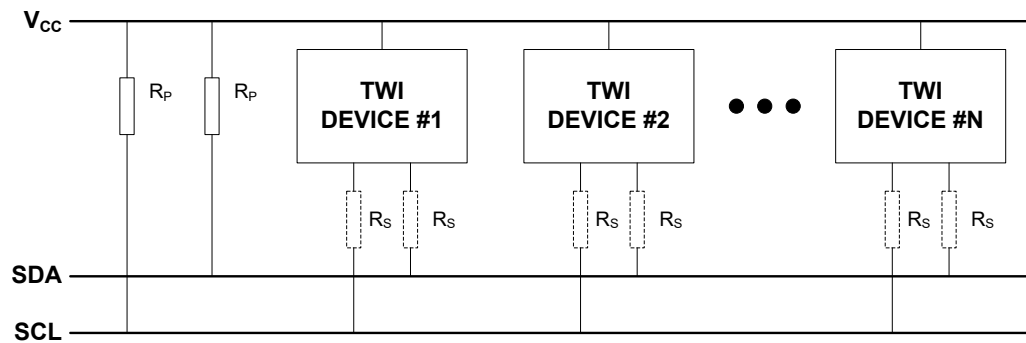 VCC
RP RP
TWI
DEVICE #1
TWI
DEVICE #2
TWI
DEVICE #N
RS RS RS RS RS RS
SDA
SCL